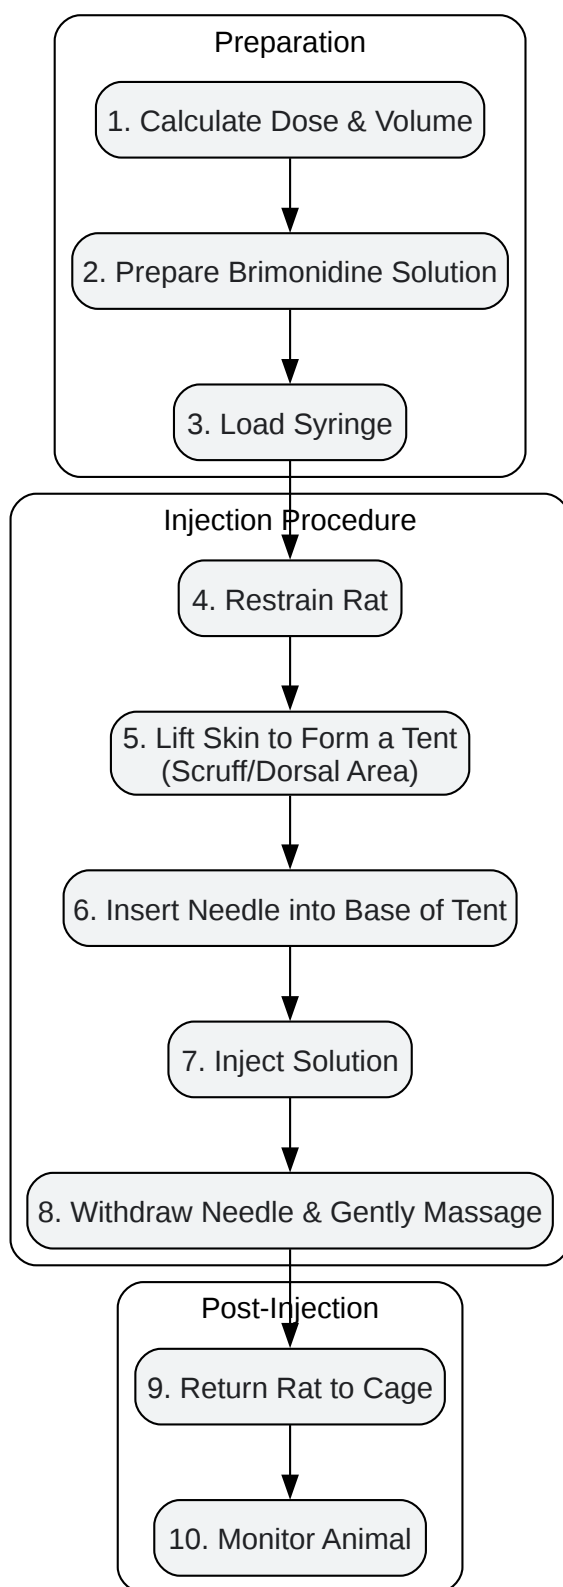 Preparation
1. Calculate Dose & Volume
2. Prepare Brimonidine Solution
3. Load Syringe
Injection Procedure
4. Restrain Rat
5. Lift Skin to Form a Tent
(Scruff/Dorsal Area)
6. Insert Needle into Base of Tent
7. Inject Solution
8. Withdraw Needle & Gently Massage
Post-Injection
9. Return Rat to Cage
10. Monitor Animal